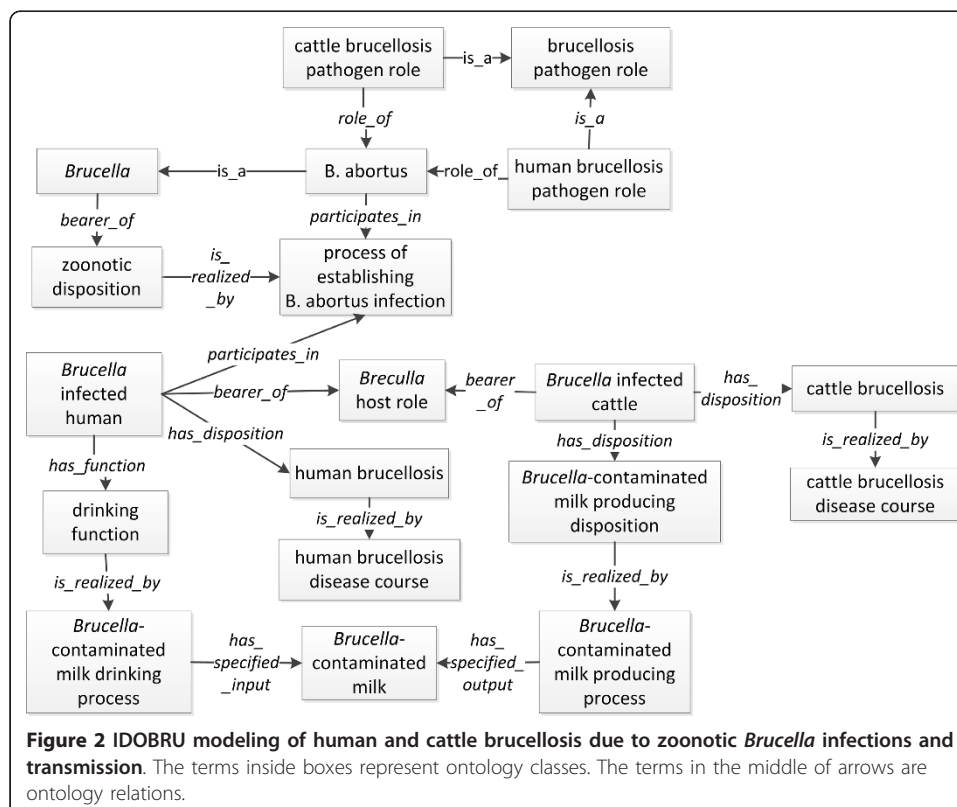 cattle brucellosis
pathogen role
is_a
brucellosis
pathogen role
role_of
is_a
Brucella
is_a
B. abortus
role_of_
human brucellosis
pathogen role
bearer_of
participates_in
zoonotic
disposition
is_
realized
_by
process of
establishing
B. abortus infection
participates_in
Brucella
infected
human
bearer_of
Breculla
host role
bearer
_of
Brucella infected
cattle
has_
disposition
cattle brucellosis
has_disposition
has_disposition
is_realized_by
has_function
human brucellosis
Brucella-contaminated
milk producing
disposition
cattle brucellosis
disease course
drinking
function
is_realized_by
human brucellosis
disease course
is_realized_by
is_realized_by
Brucella-
contaminated
milk drinking
process
has_
specified
_input
Brucella-
contaminated
milk
has_
specified_
output
Brucella-
contaminated
milk producing
process
Figure 2 IDOBRU modeling of human and cattle brucellosis due to zoonotic Brucella infections and
transmission. The terms inside boxes represent ontology classes. The terms in the middle of arrows are
ontology relations.